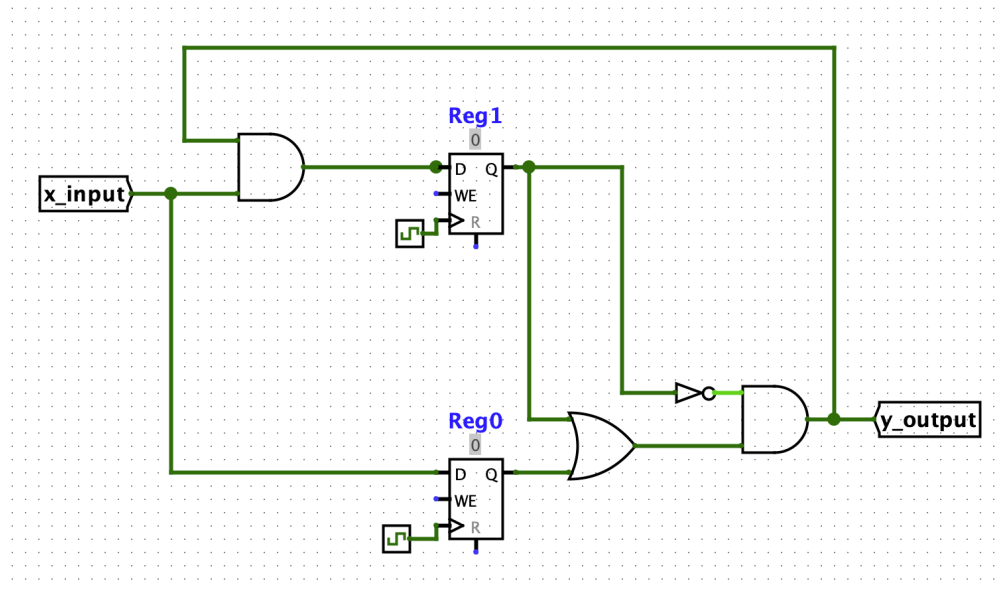 Reg1
0
D Q
WE
R
x_input
Reg0
0
D Q
WE
R
y_output